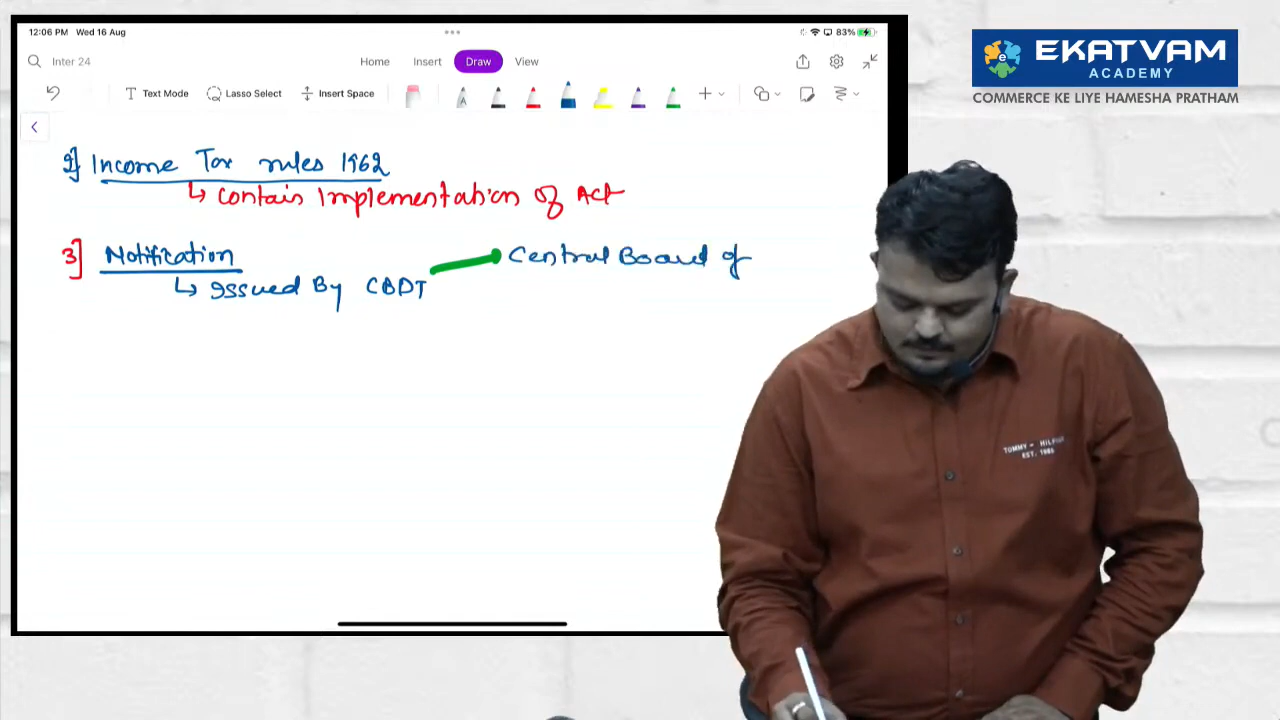 12:06 PM Wed 16 Aug
83%
Inter 24
Home Insert Draw View
Text Mode Lasso Select Insert Space
2] Income Tax rules 1962
↳ Contain Implementation of Act
3] Notification
↳ Issued By CBDT → Central Board of
EKATVAM
ACADEMY
COMMERCE KE LIYE HAMESHA PRATHAM
TOMMY - HILFIGER
EST. 1985